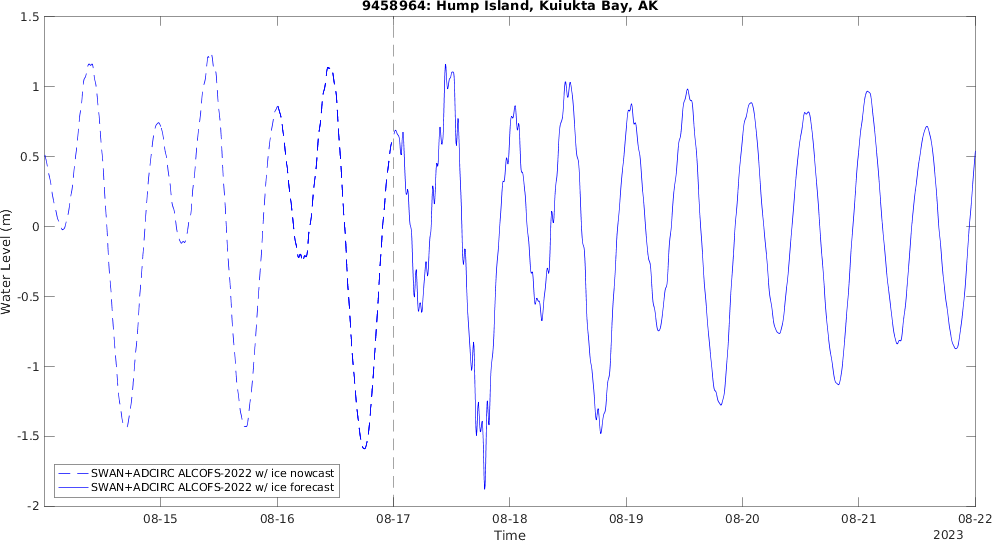 9458964: Hump Island, Kuiukta Bay, AK
1.5
1
0.5
0
-0.5
-1
-1.5
-2
Water Level (m)
SWAN+ADCIRC ALCOFS-2022 w/ ice nowcast
SWAN+ADCIRC ALCOFS-2022 w/ ice forecast
08-15 08-16 08-17 08-18 08-19 08-20 08-21 08-22
Time
2023